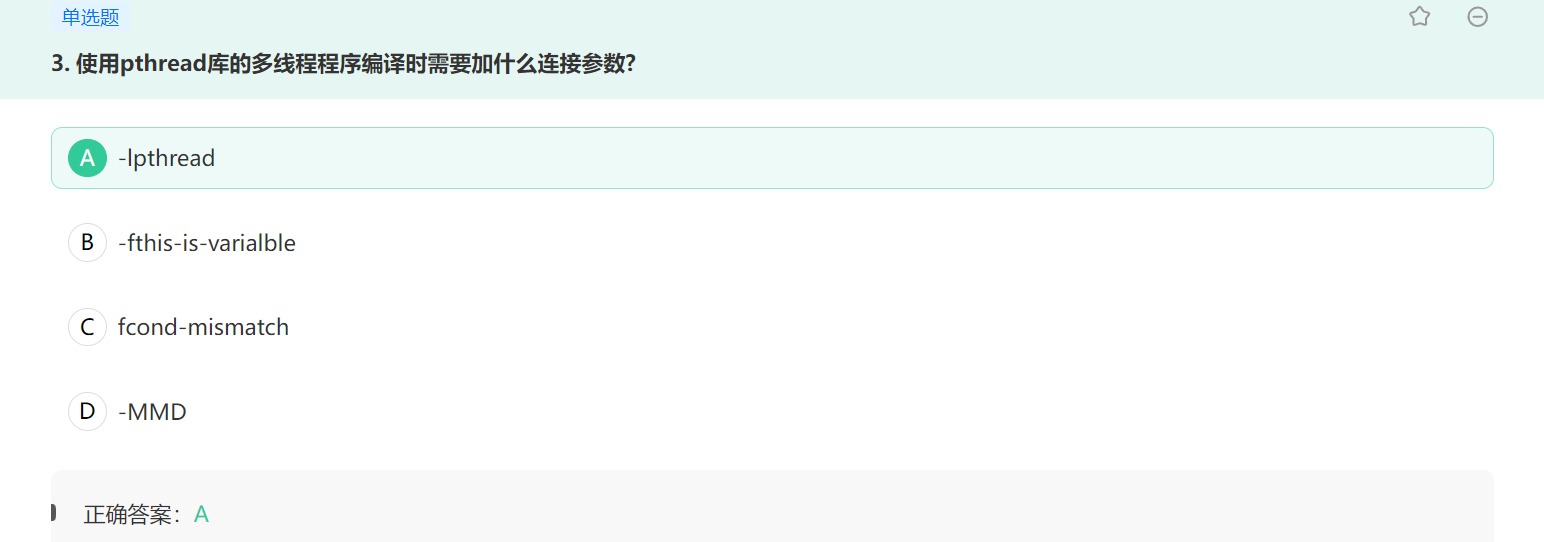 单选题
3. 使用pthread库的多线程程序编译时需要加什么连接参数?
A -lpthread
B -fthis-is-varialble
C fcond-mismatch
D -MMD
正确答案：A